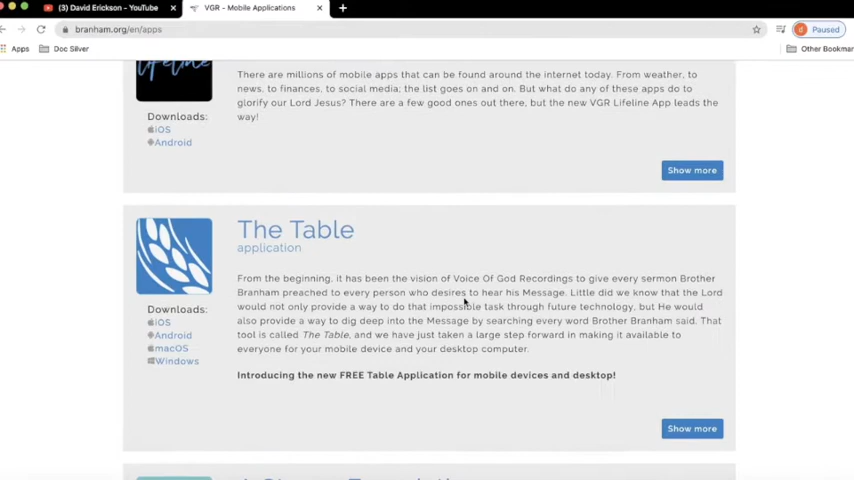 (3) David Erickson - YouTube
VGR - Mobile Applications
branham.org/en/apps
Paused
Apps
Doc Silver
Other Bookmar
lifeline
There are millions of mobile apps that can be found around the internet today. From weather, to
news, to finances, to social media; the list goes on and on. But what do any of these apps do to
glorify our Lord Jesus? There are a few good ones out there, but the new VGR Lifeline App leads the
way!
Downloads:
iOS
Android
Show more
The Table
application
From the beginning, it has been the vision of Voice Of God Recordings to give every sermon Brother
Branham preached to every person who desires to hear his Message. Little did we know that the Lord
would not only provide a way to do that impossible task through future technology, but He would
also provide a way to dig deep into the Message by searching every word Brother Branham said. That
tool is called The Table, and we have just taken a large step forward in making it available to
everyone for your mobile device and your desktop computer.
Introducing the new FREE Table Application for mobile devices and desktop!
Downloads:
iOS
Android
macOS
Windows
Show more